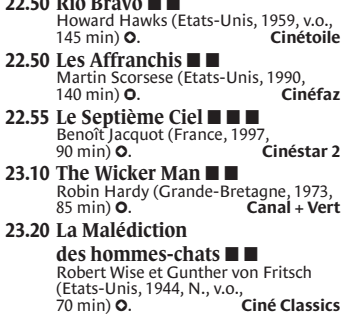 22.50 Rio Bravo ■ ■
Howard Hawks (Etats-Unis, 1959, v.o.,
145 min) O. Cinétoile
22.50 Les Affranchis ■ ■
Martin Scorsese (Etats-Unis, 1990,
140 min) O. Cinéfaz
22.55 Le Septième Ciel ■ ■ ■
Benoît Jacquot (France, 1997,
90 min) O. Cinéstar 2
23.10 The Wicker Man ■ ■
Robin Hardy (Grande-Bretagne, 1973,
85 min) O. Canal + Vert
23.20 La Malédiction
des hommes-chats ■ ■
Robert Wise et Gunther von Fritsch
(Etats-Unis, 1944, N., v.o.,
70 min) O. Ciné Classics